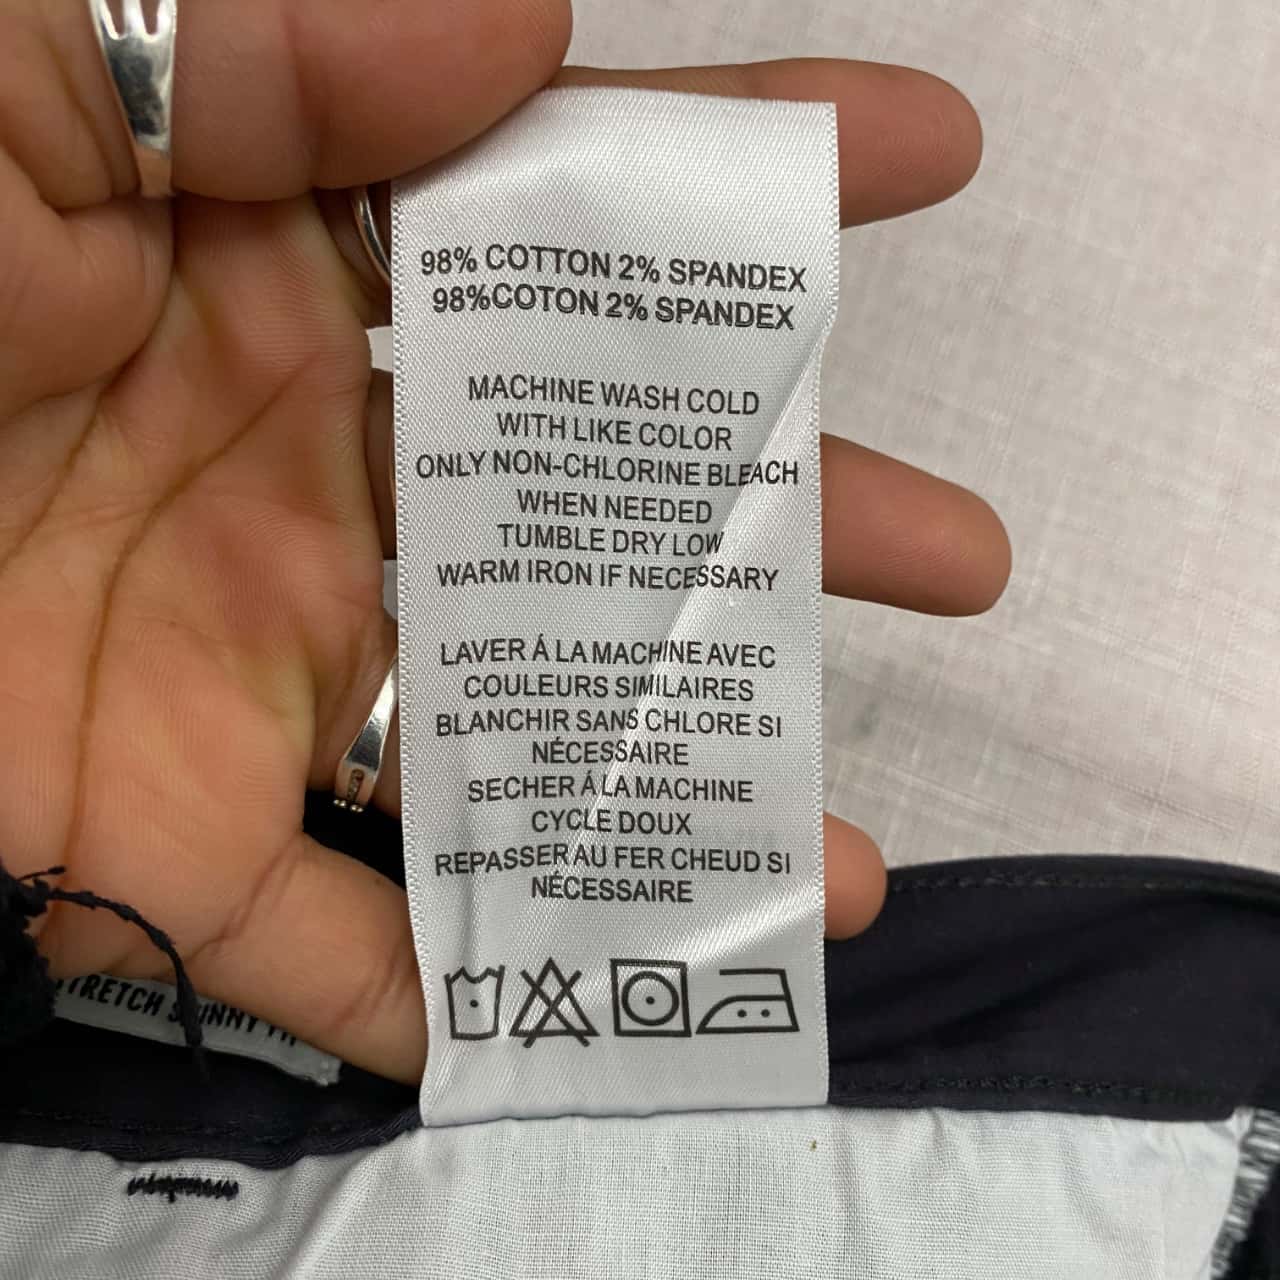 98% COTTON 2% SPANDEX
98%COTON 2% SPANDEX
MACHINE WASH COLD
WITH LIKE COLOR
ONLY NON-CHLORINE BLEACH
WHEN NEEDED
TUMBLE DRY LOW
WARM IRON IF NECESSARY
LAVER Á LA MACHINE AVEC
COULEURS SIMILAIRES
BLANCHIR SANS CHLORE SI
NÉCESSAIRE
SECHER Á LA MACHINE
CYCLE DOUX
REPASSER AU FER CHEUD SI
NÉCESSAIRE
STRETCH SKINNY